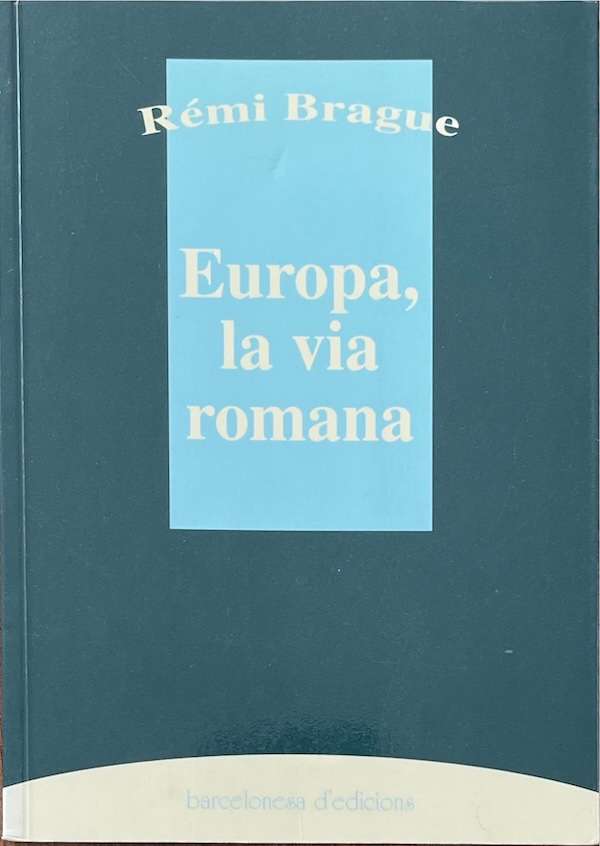 Rémi Brague
Europa,
la via
romana
barcelonesa d'edicions